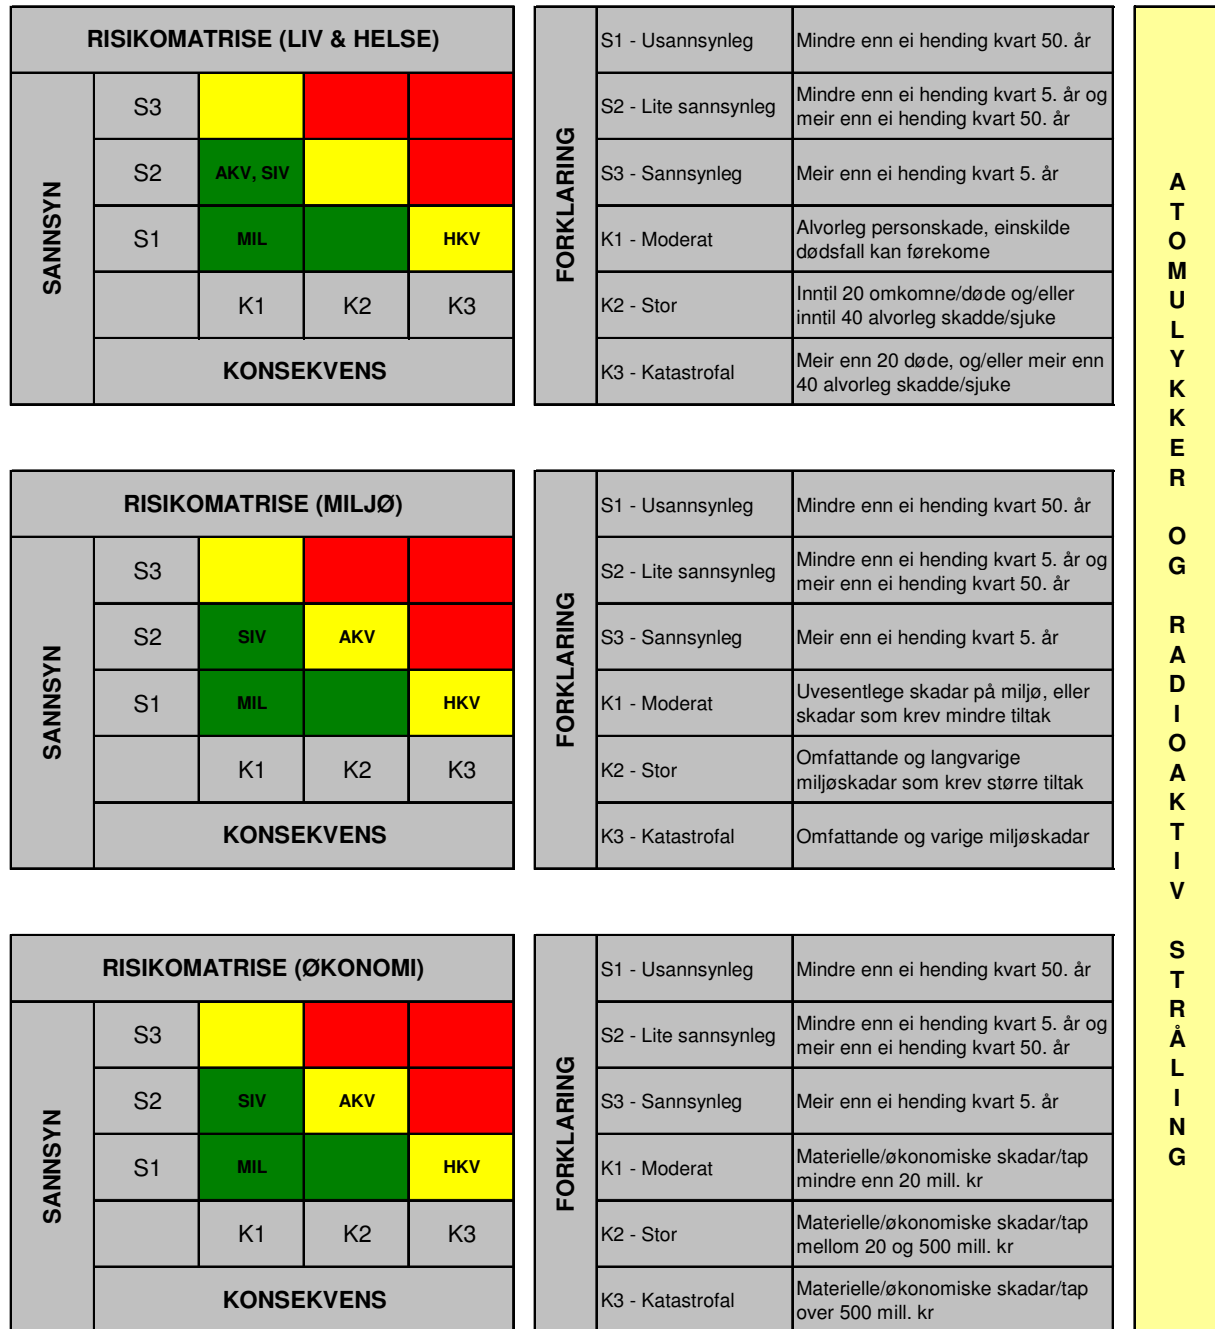 RISIKOMATRISE (LIV & HELSE)
SANNSYN
S3
S2
AKV, SIV
S1
MIL
HKV
K1
K2
K3
KONSEKVENS
FORKLARING
S1 - Usannsynleg
Mindre enn ei hending kvart 50. år
S2 - Lite sannsynleg
Mindre enn ei hending kvart 5. år og
meir enn ei hending kvart 50. år
S3 - Sannsynleg
Meir enn ei hending kvart 5. år
K1 - Moderat
Alvorleg personskade, einskilde
dødsfall kan førekome
K2 - Stor
Inntil 20 omkomne/døde og/eller
inntil 40 alvorleg skadde/sjuke
K3 - Katastrofal
Meir enn 20 døde, og/eller meir enn
40 alvorleg skadde/sjuke
RISIKOMATRISE (MILJØ)
SANNSYN
S3
S2
SIV
AKV
S1
MIL
HKV
K1
K2
K3
KONSEKVENS
FORKLARING
S1 - Usannsynleg
Mindre enn ei hending kvart 50. år
S2 - Lite sannsynleg
Mindre enn ei hending kvart 5. år og
meir enn ei hending kvart 50. år
S3 - Sannsynleg
Meir enn ei hending kvart 5. år
K1 - Moderat
Uvesentlege skadar på miljø, eller
skadar som krev mindre tiltak
K2 - Stor
Omfattande og langvarige
miljøskadar som krev større tiltak
K3 - Katastrofal
Omfattande og varige miljøskadar
RISIKOMATRISE (ØKONOMI)
SANNSYN
S3
S2
SIV
AKV
S1
MIL
HKV
K1
K2
K3
KONSEKVENS
FORKLARING
S1 - Usannsynleg
Mindre enn ei hending kvart 50. år
S2 - Lite sannsynleg
Mindre enn ei hending kvart 5. år og
meir enn ei hending kvart 50. år
S3 - Sannsynleg
Meir enn ei hending kvart 5. år
K1 - Moderat
Materielle/økonomiske skadar/tap
mindre enn 20 mill. kr
K2 - Stor
Materielle/økonomiske skadar/tap
mellom 20 og 500 mill. kr
K3 - Katastrofal
Materielle/økonomiske skadar/tap
over 500 mill. kr
ATOMULYKKER OG RADIOAKTIV STRÅLING